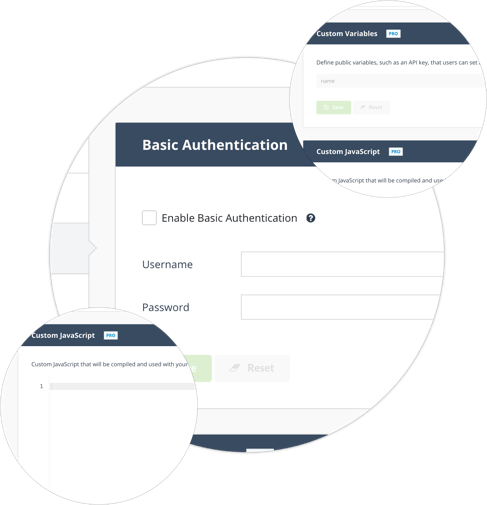 Custom Variables PRO
Define public variables, such as an API key, that users can set
name
Save Reset
Custom JavaScript PRO
JavaScript that will be compiled and use
Basic Authentication
Enable Basic Authentication ?
Username
Password
Reset
Custom JavaScript PRO
Custom JavaScript that will be compiled and used with your
1